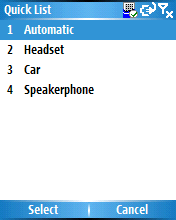 Quick List
1 Automatic
2 Headset
3 Car
4 Speakerphone
Select Cancel